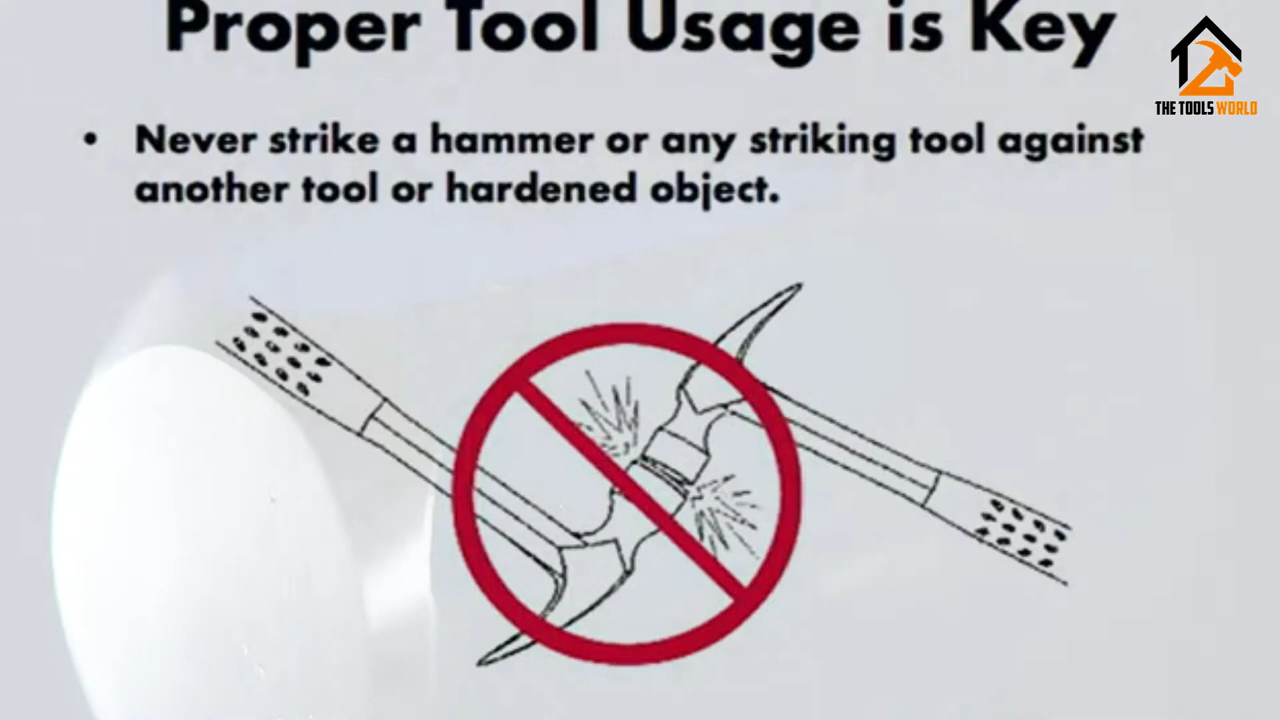 Proper Tool Usage is Key
THE TOOLS WORLD
• Never strike a hammer or any striking tool against
another tool or hardened object.